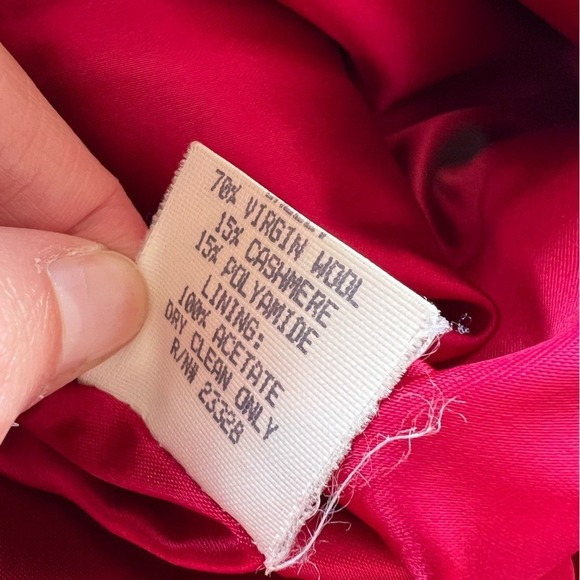 70% VIRGIN WOOL
15% CASHMERE
15% POLYAMIDE
LINING:
100% ACETATE
DRY CLEAN ONLY
R/N# 23328